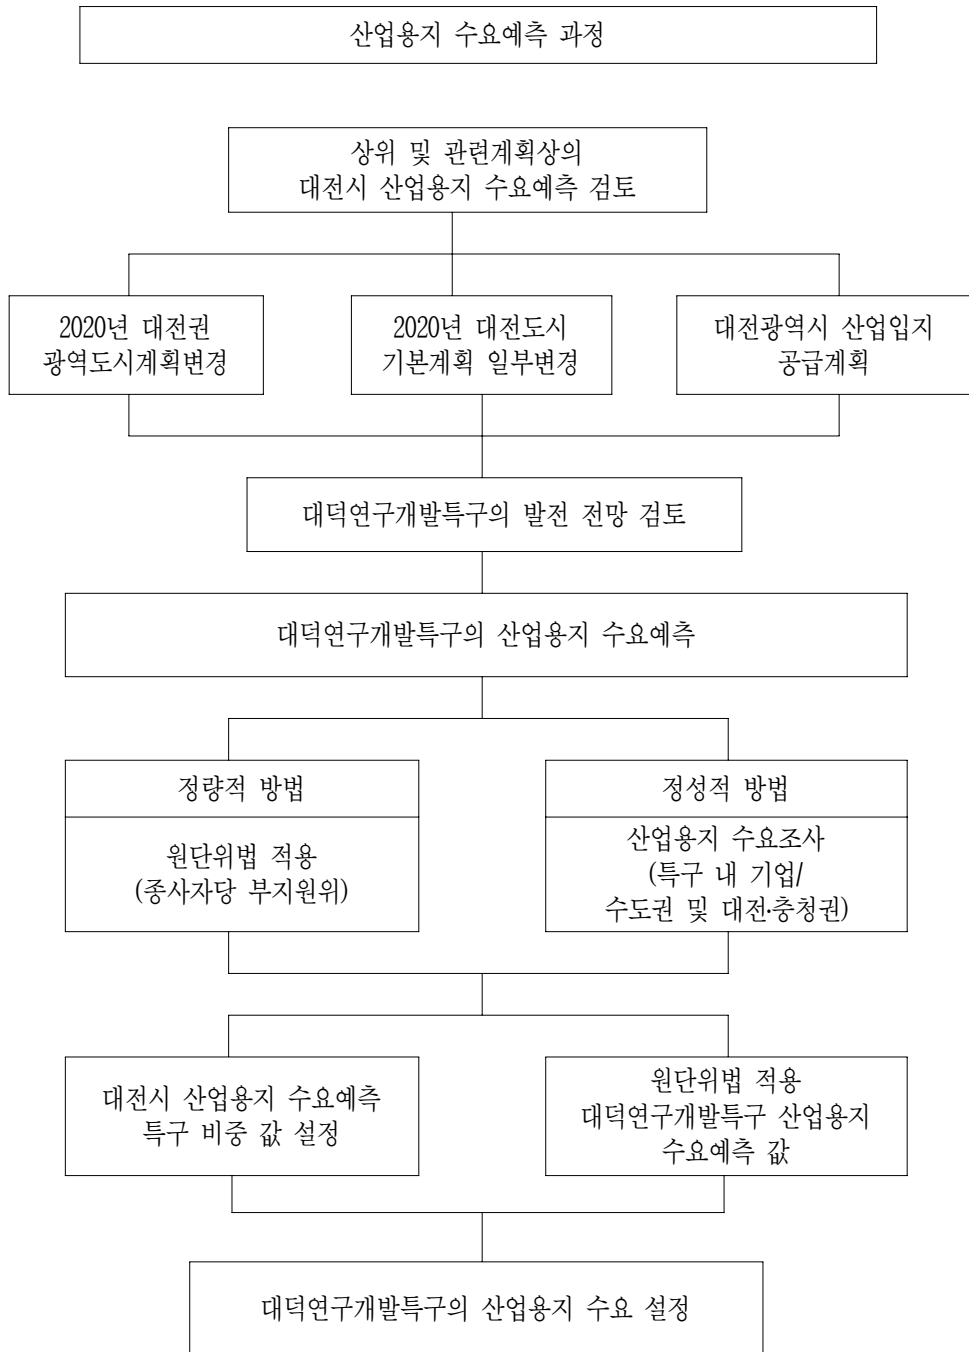 산업용지 수요예측 과정
상위 및 관련계획상의
대전시 산업용지 수요예측 검토
2020년 대전권
광역도시계획변경
2020년 대전도시
기본계획 일부변경
대전광역시 산업입지
공급계획
대덕연구개발특구의 발전 전망 검토
대덕연구개발특구의 산업용지 수요예측
정량적 방법
원단위법 적용
(종사자당 부지원위)
정성적 방법
산업용지 수요조사
(특구 내 기업/
수도권 및 대전·충청권)
대전시 산업용지 수요예측
특구 비중 값 설정
원단위법 적용
대덕연구개발특구 산업용지
수요예측 값
대덕연구개발특구의 산업용지 수요 설정